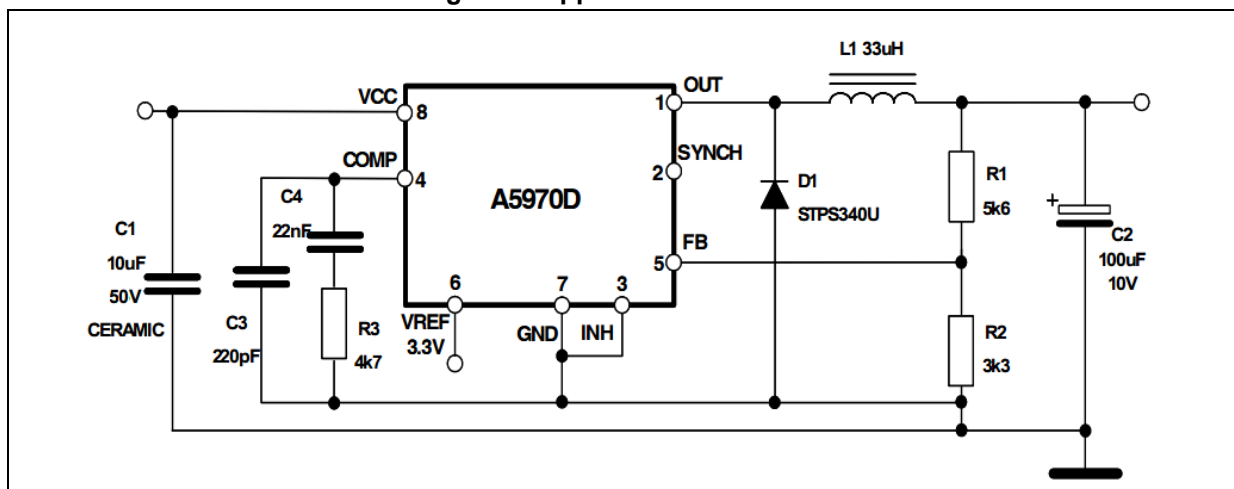 L1 33uH
VCC
8
OUT
1
COMP
4
SYNCH
2
A5970D
C4
22nF
D1
STPS340U
R1
5k6
+
C2
100uF
10V
C1
10uF
50V
CERAMIC
FB
5
C3
220pF
R3
4k7
6
VREF
3.3V
7
GND
3
INH
R2
3k3